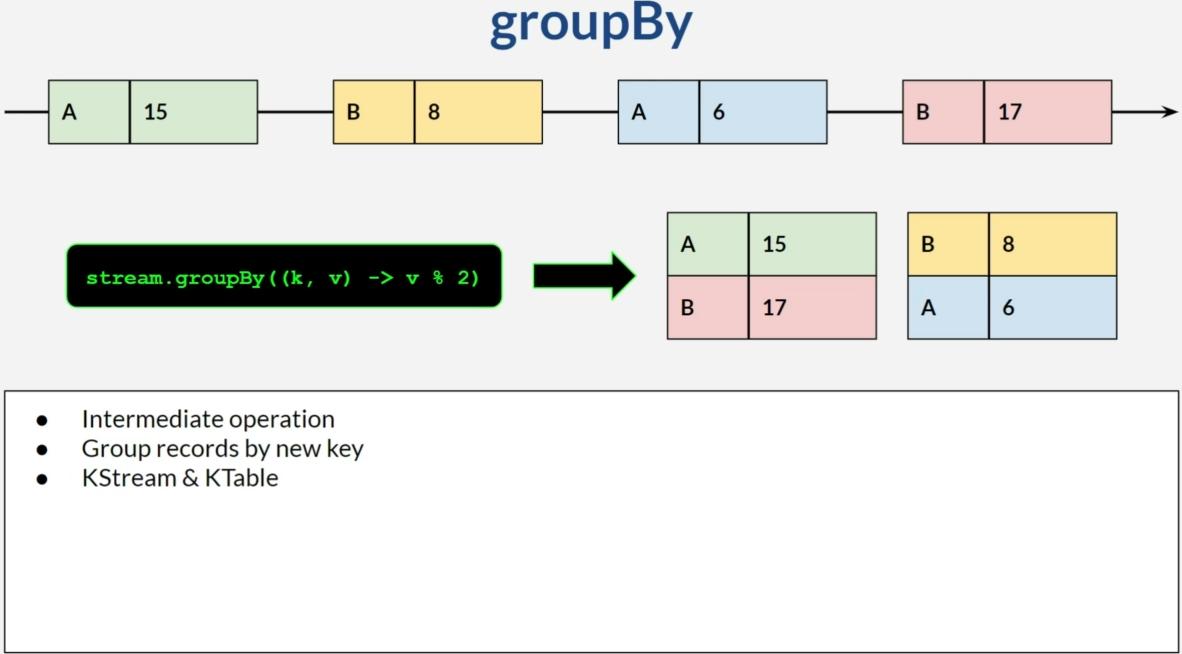 groupBy
A 15 B 8 A 6 B 17
A 15 B 8
stream.groupBy((k, v) -> v % 2)
B 17 A 6
● Intermediate operation
● Group records by new key
● KStream & KTable